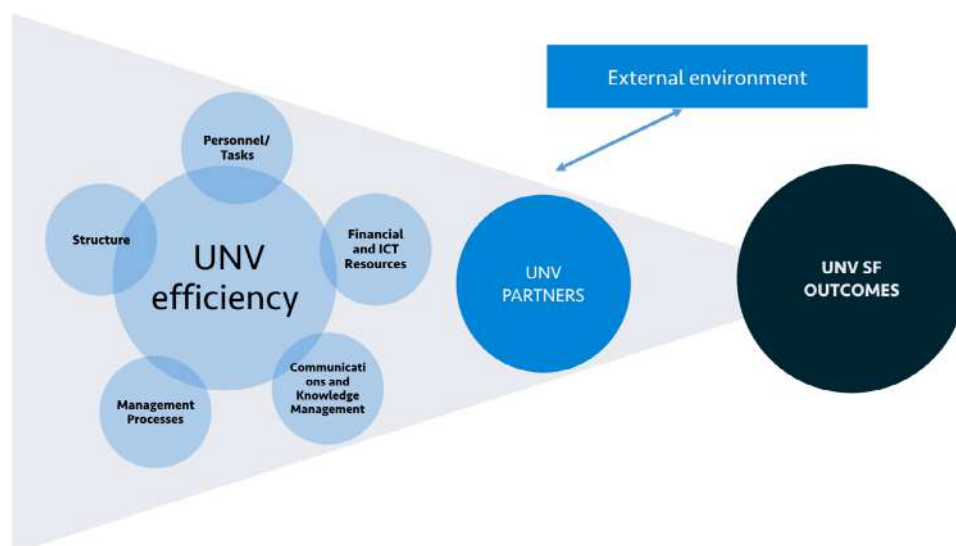 External environment
Personnel/
Tasks
Structure
Financial
and ICT
Resources
UNV
efficiency
UNV
PARTNERS
UNV SF
OUTCOMES
Communicati
ons and
Knowledge
Management
Management
Processes